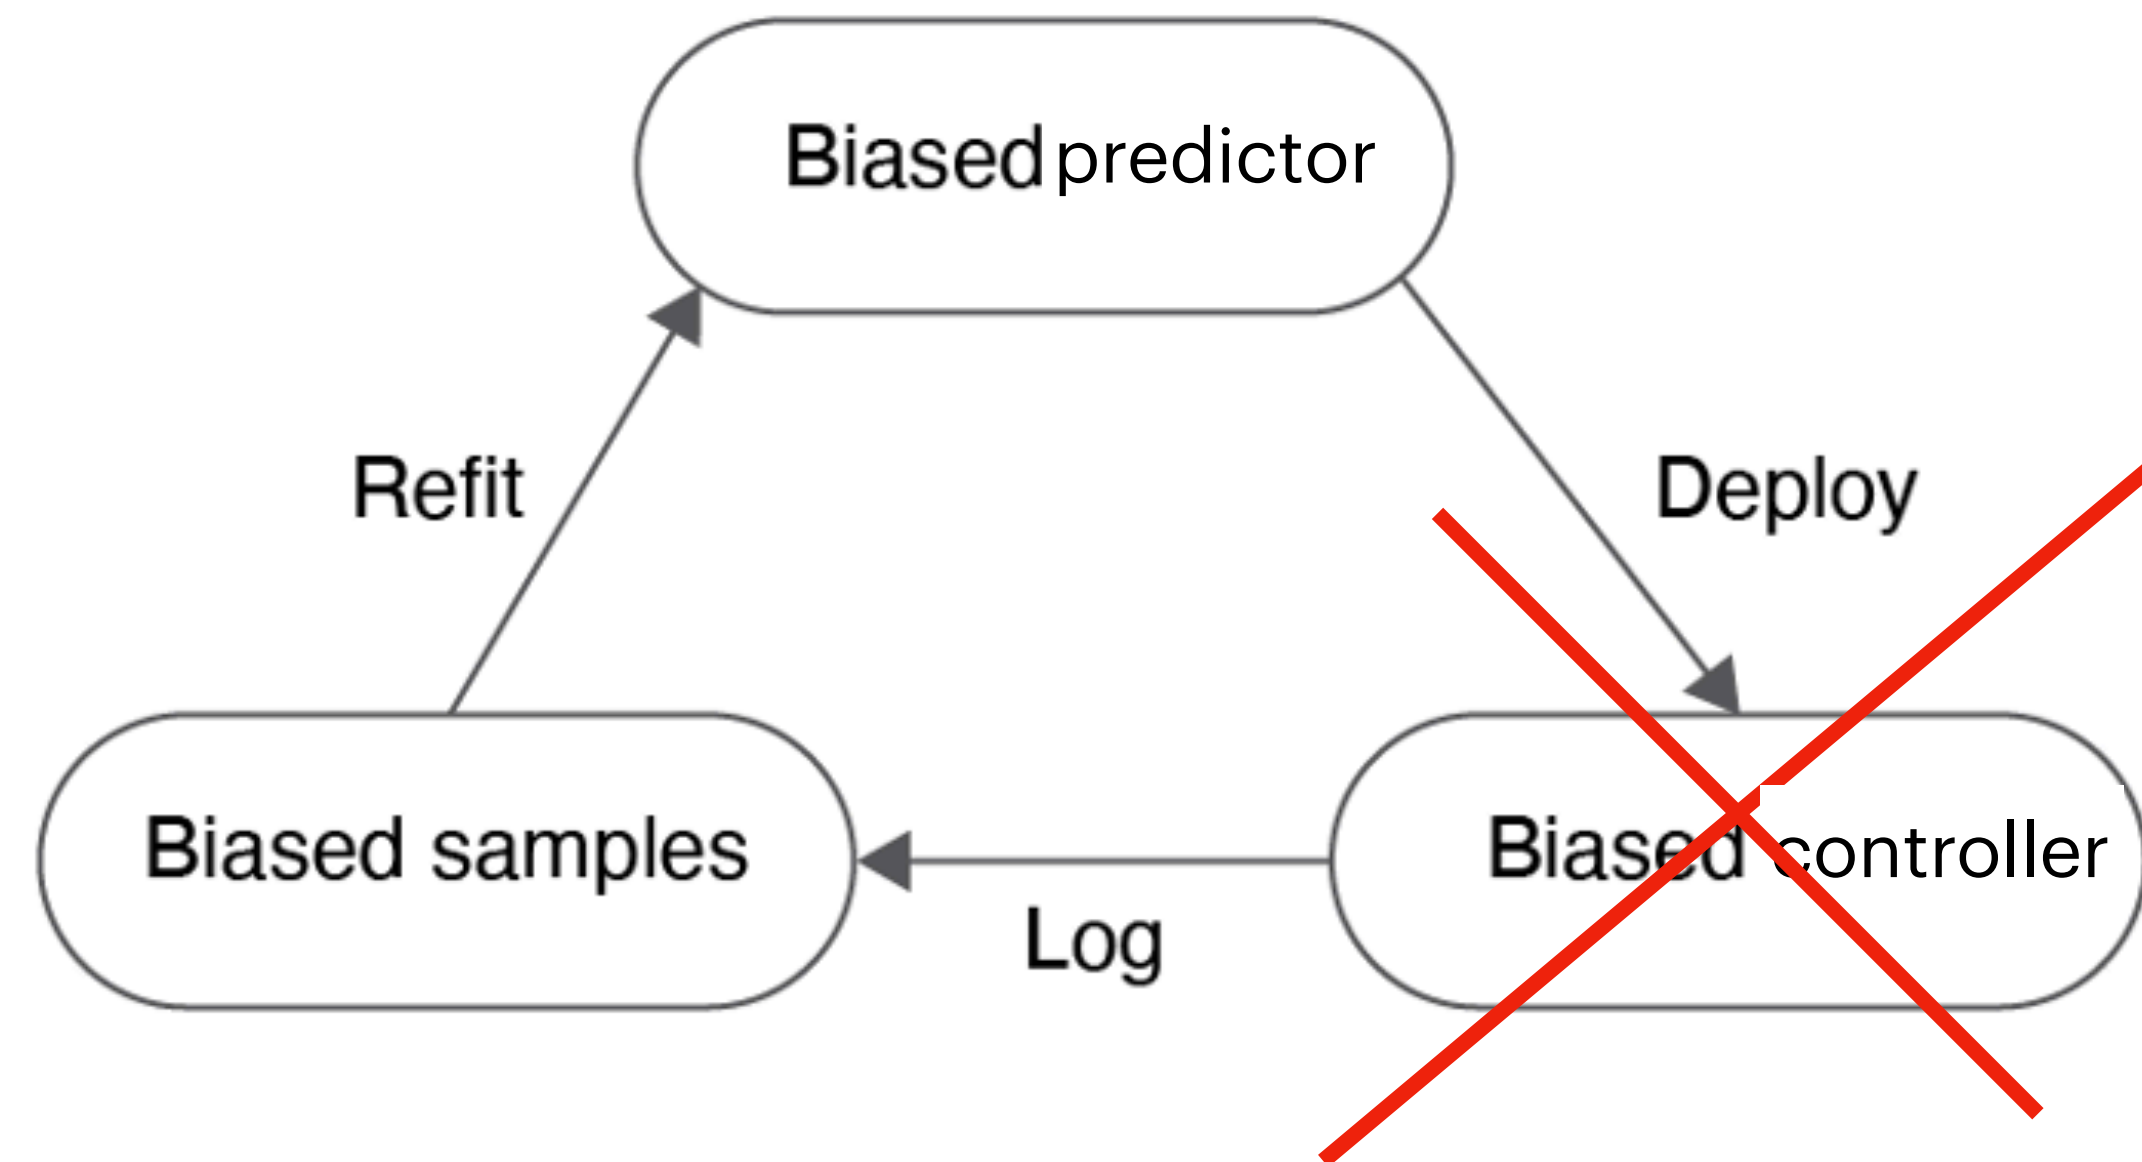 Biased predictor
Refit
Deploy
Biased samples
Biased controller
Log